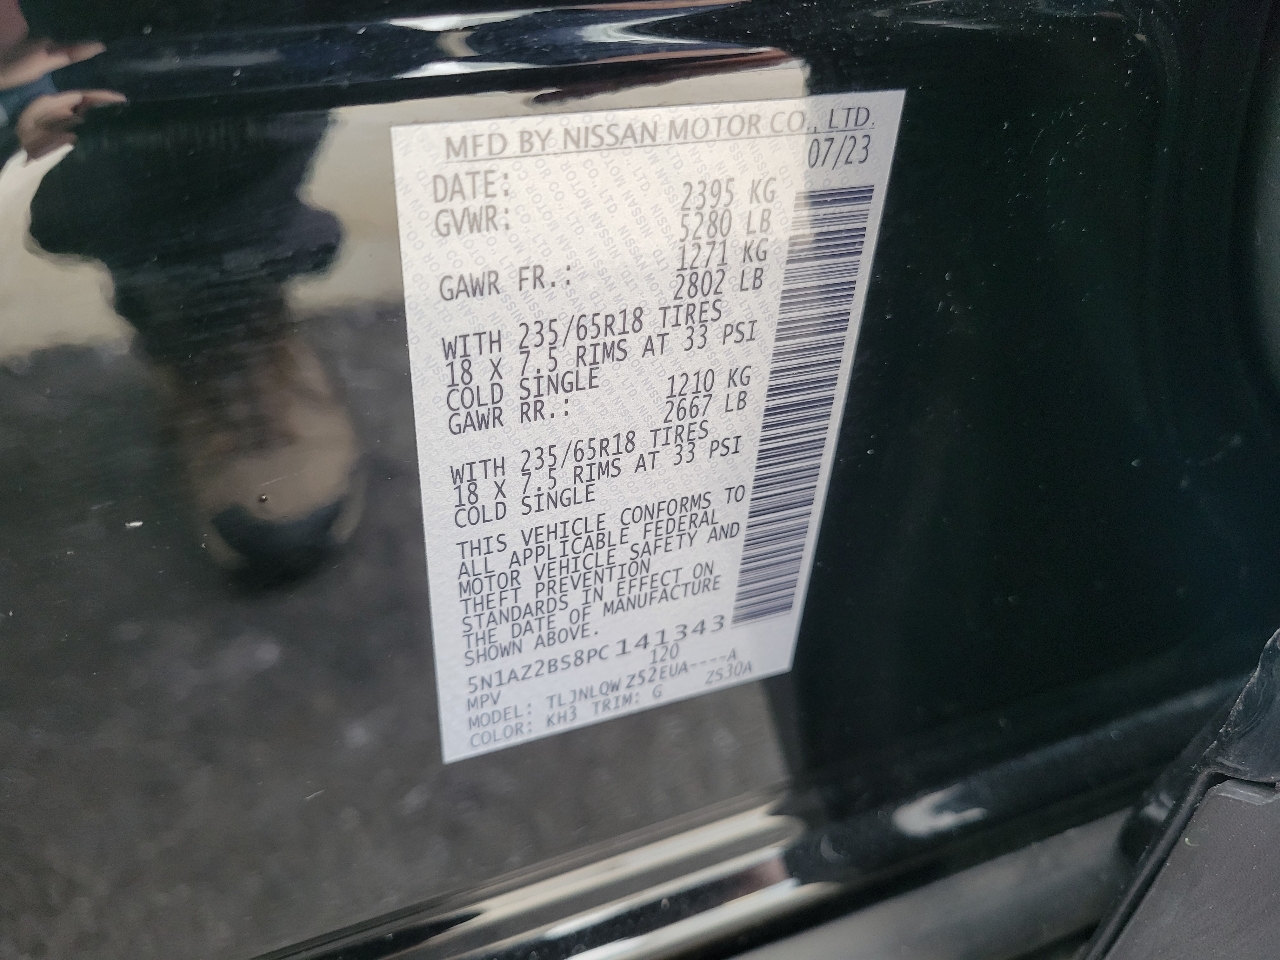 MFD BY NISSAN MOTOR CO., LTD.
DATE: 07/23
GVWR: 2395 KG
5280 LB
GAWR FR.: 1271 KG
2802 LB
WITH 235/65R18 TIRES
18 X 7.5 RIMS AT 33 PSI
COLD SINGLE
GAWR RR.: 1210 KG
2667 LB
WITH 235/65R18 TIRES
18 X 7.5 RIMS AT 33 PSI
COLD SINGLE
THIS VEHICLE CONFORMS TO
ALL APPLICABLE FEDERAL
MOTOR VEHICLE SAFETY AND
THEFT PREVENTION
STANDARDS IN EFFECT ON
THE DATE OF MANUFACTURE
SHOWN ABOVE.
5N1AZ2BS8PC141343
MPV 120
MODEL: TLJNLQWZ52EUA----A
COLOR: KH3 TRIM: G ZS30A